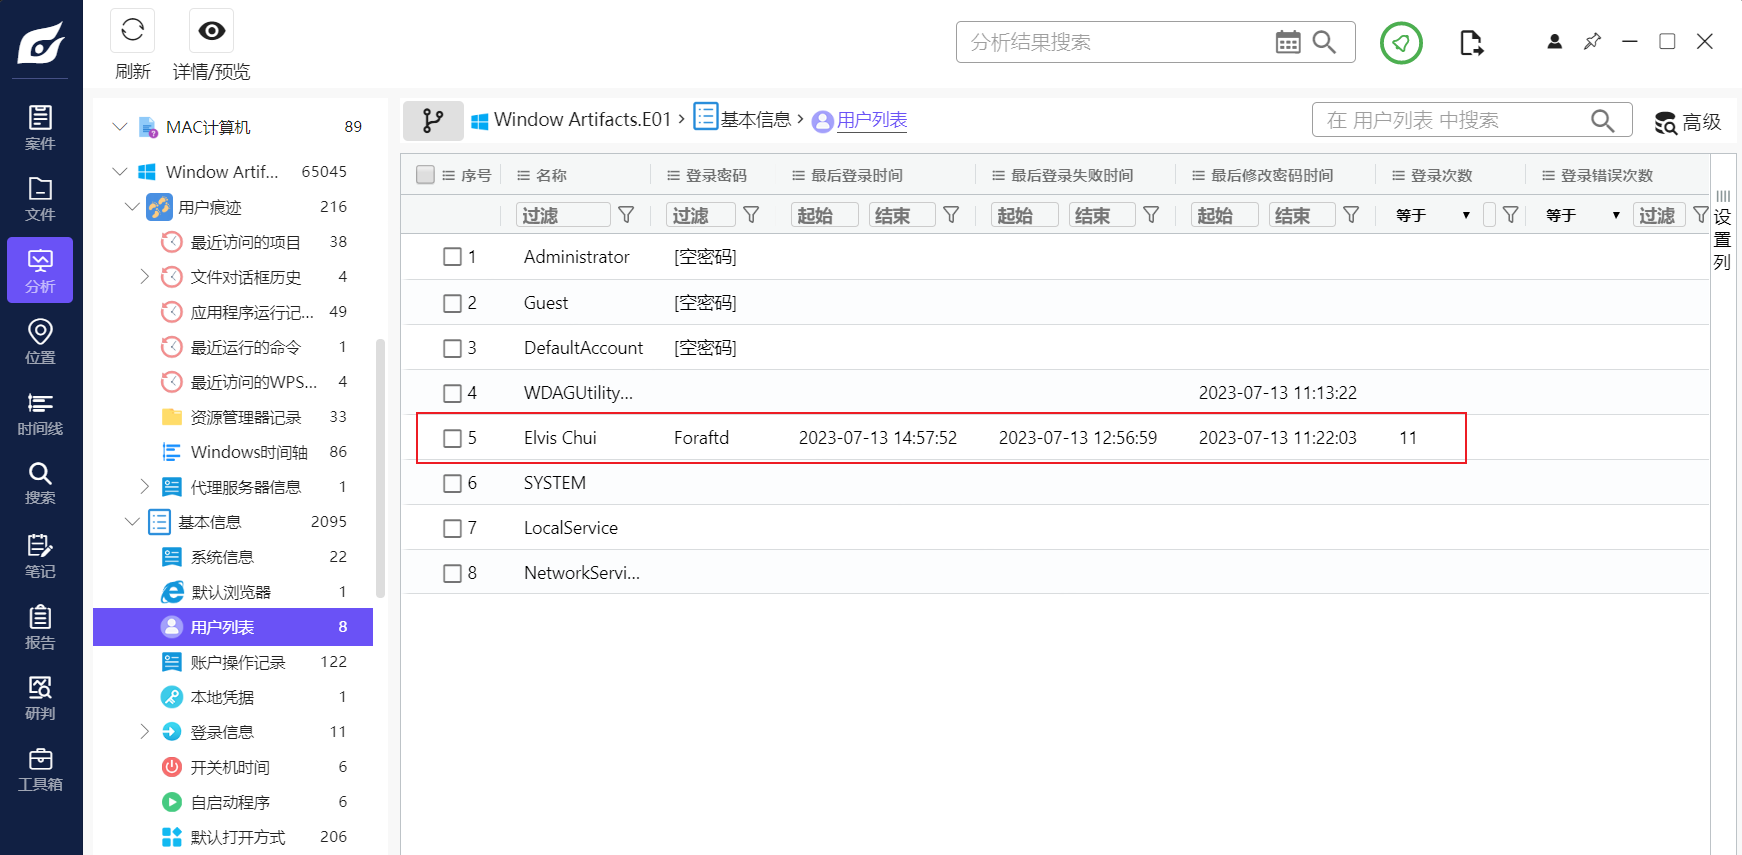 刷新
详情/预览
分析结果搜索
案件
文件
分析
位置
时间线
搜索
笔记
报告
研判
工具箱
MAC计算机 89
Window Artif... 65045
用户痕迹 216
最近访问的项目 38
文件对话框历史 4
应用程序运行记... 49
最近运行的命令 1
最近访问的WPS... 4
资源管理器记录 33
Windows时间轴 86
代理服务器信息 1
基本信息 2095
系统信息 22
默认浏览器 1
用户列表 8
账户操作记录 122
本地凭据 1
登录信息 11
开关机时间 6
自启动程序 6
默认打开方式 206
Window Artifacts.E01 › 基本信息 › 用户列表
在 用户列表 中搜索
高级
序号 名称 登录密码 最后登录时间 最后登录失败时间 最后修改密码时间 登录次数 登录错误次数
过滤 过滤 起始 结束 起始 结束 起始 结束 等于 等于 过滤
1 Administrator [空密码]
2 Guest [空密码]
3 DefaultAccount [空密码]
4 WDAGUtility... 2023-07-13 11:13:22
5 Elvis Chui Foraftd 2023-07-13 14:57:52 2023-07-13 12:56:59 2023-07-13 11:22:03 11
6 SYSTEM
7 LocalService
8 NetworkServi...
设置列